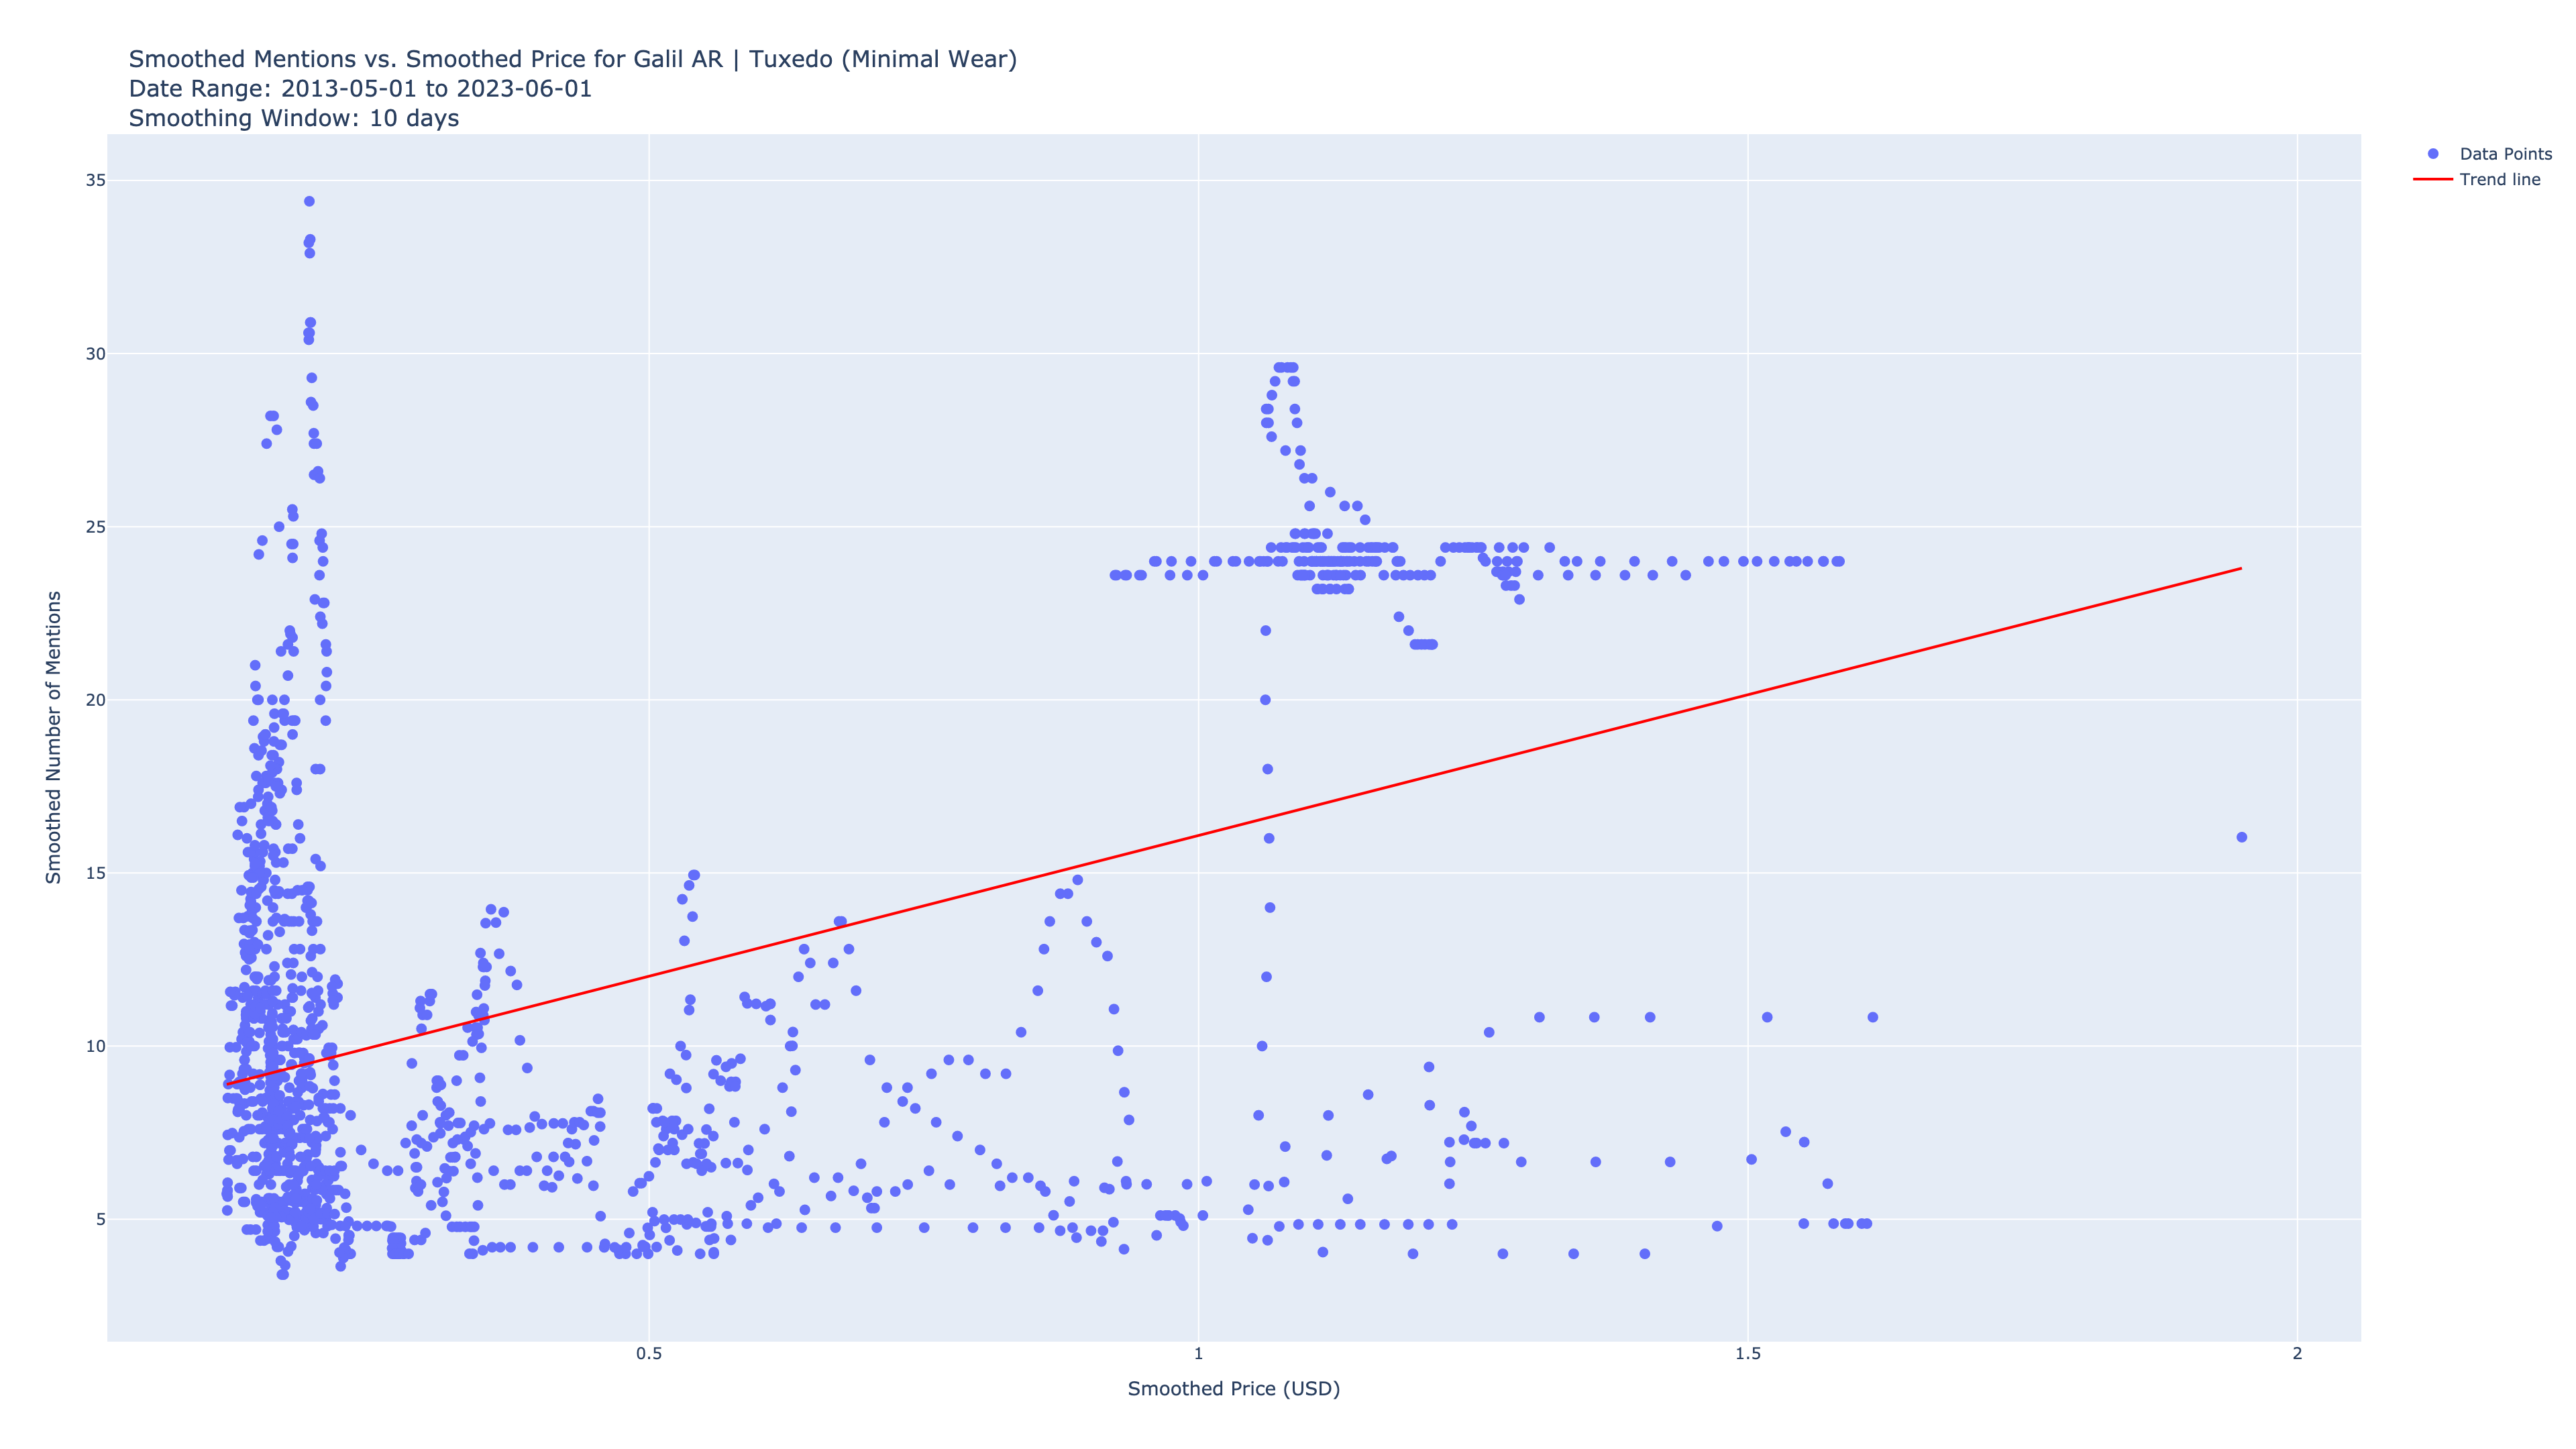 Smoothed Mentions vs. Smoothed Price for Galil AR | Tuxedo (Minimal Wear)
Date Range: 2013-05-01 to 2023-06-01
Smoothing Window: 10 days
Data Points
Trend line
35
30
25
20
15
10
5
Smoothed Number of Mentions
0.5
1
1.5
2
Smoothed Price (USD)